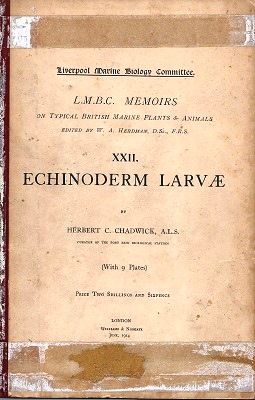 Liverpool Marine Biology Committee.
L.M.B.C. MEMOIRS
ON TYPICAL BRITISH MARINE PLANTS & ANIMALS
EDITED BY W. A. HERDMAN, D.Sc., F.R.S.
XXII.
ECHINODERM LARVÆ
BY
HERBERT C. CHADWICK, A.L.S.
CURATOR OF THE PORT ERIN BIOLOGICAL STATION
(With 9 Plates)
PRICE TWO SHILLINGS AND SIXPENCE
LONDON
WILLIAMS & NORGATE
JUNE, 1914